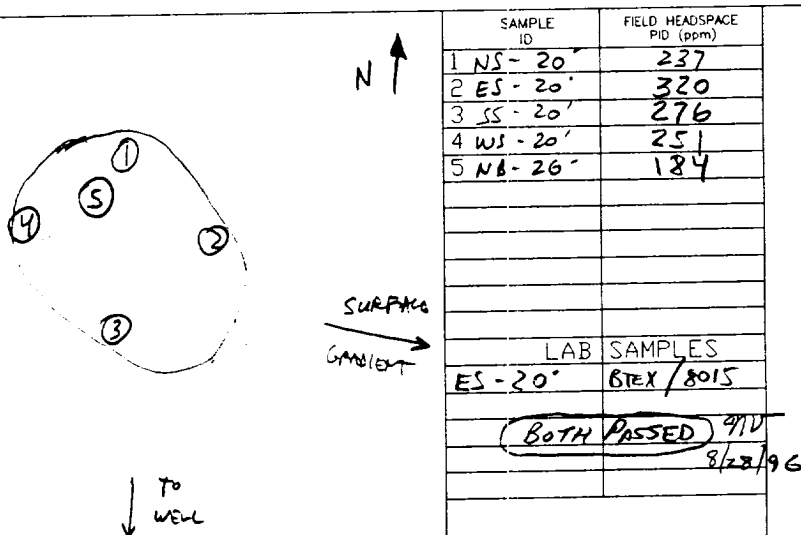 N
SAMPLE ID
FIELD HEADSPACE PID (ppm)
1 NS - 20' 237
2 ES - 20' 320
3 SS - 20' 276
4 WS - 20' 251
5 NB - 26' 184
1
5
4
2
3
SURFACE
GRADIENT
LAB SAMPLES
ES - 20' BTEX / 8015
BOTH PASSED
8/28/96
TO
WELL